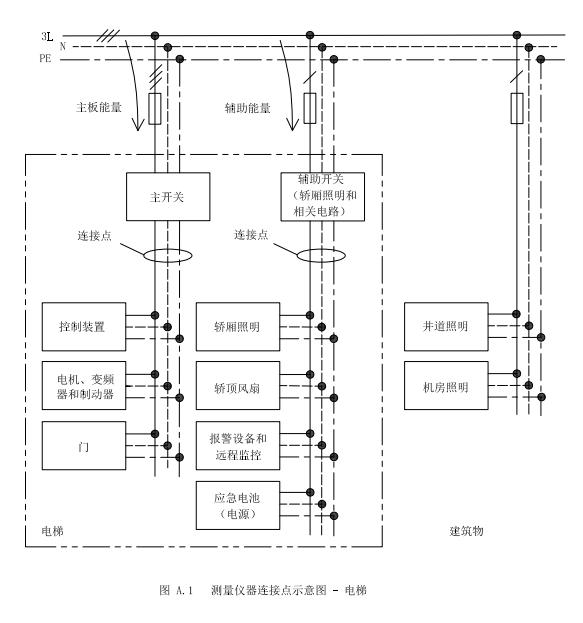 3L
N
PE
主板能量
辅助能量
主开关
辅助开关
（轿厢照明和
相关电路）
连接点
连接点
控制装置
轿厢照明
井道照明
电机、变频
器和制动器
轿顶风扇
机房照明
门
报警设备和
远程监控
应急电池
（电源）
电梯
建筑物
图 A.1 测量仪器连接点示意图 - 电梯